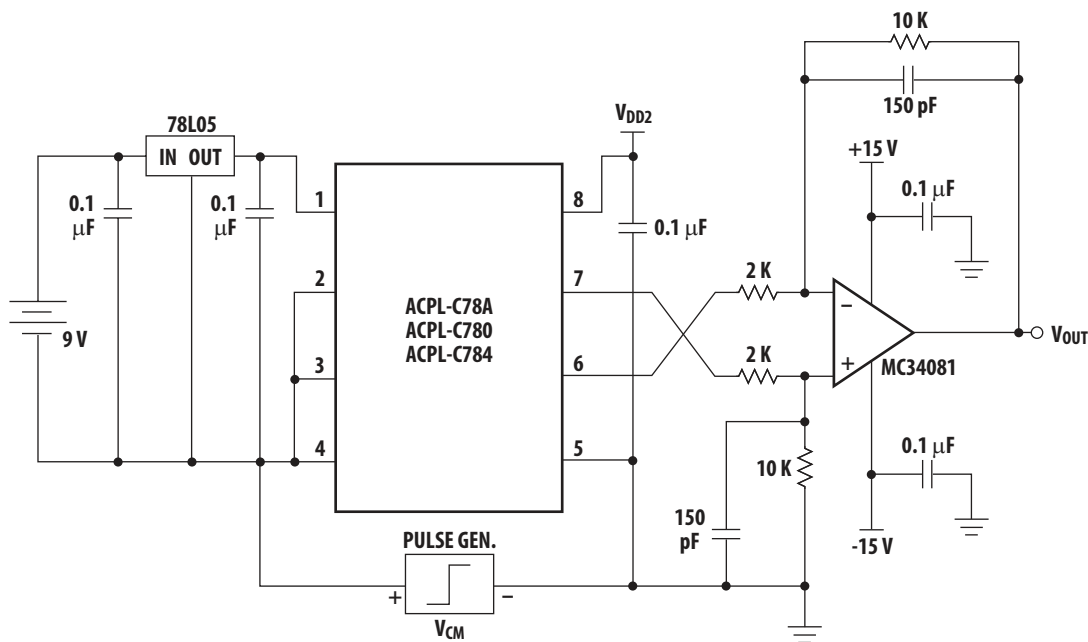 10 K
150 pF
78L05
IN OUT
VDD2
+15 V
0.1 μF
0.1
μF
0.1
μF
1
8
0.1 μF
2
7
2 K
ACPL-C78A
ACPL-C780
ACPL-C784
9 V
−
VOUT
3
6
2 K
+
MC34081
4
5
10 K
0.1 μF
150
pF
-15 V
PULSE GEN.
+
−
VCM